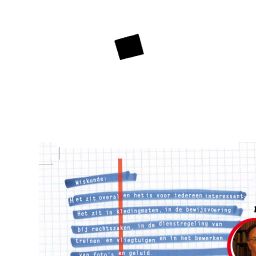 Wiskunde:
Het zit overal en het is voor iedereen interessant
Het zit in kledingmaten, in de bewijsvoering
bij rechtszaken, in de dienstregeling van
treinen en vliegtuigen en in het bewerken
van foto's en geluid.